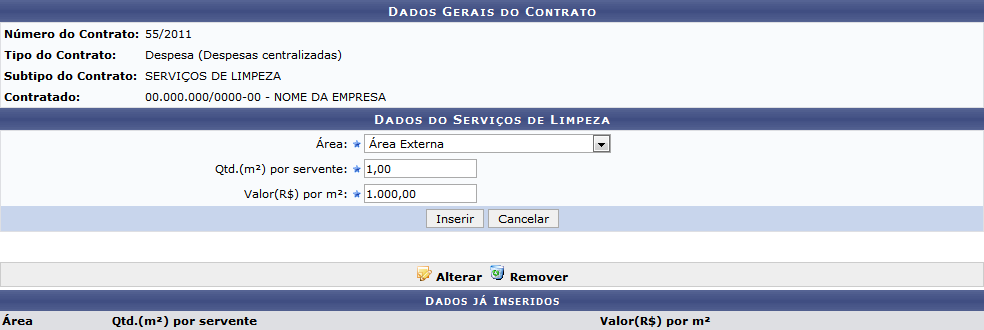 Dados Gerais do Contrato
Número do Contrato: 55/2011
Tipo do Contrato: Despesa (Despesas centralizadas)
Subtipo do Contrato: SERVIÇOS DE LIMPEZA
Contratado: 00.000.000/0000-00 - NOME DA EMPRESA
Dados do Serviços de Limpeza
Área: Área Externa
Qtd.(m²) por servente: 1,00
Valor(R$) por m²: 1.000,00
Inserir Cancelar
Alterar Remover
Dados já Inseridos
Área Qtd.(m²) por servente Valor(R$) por m²